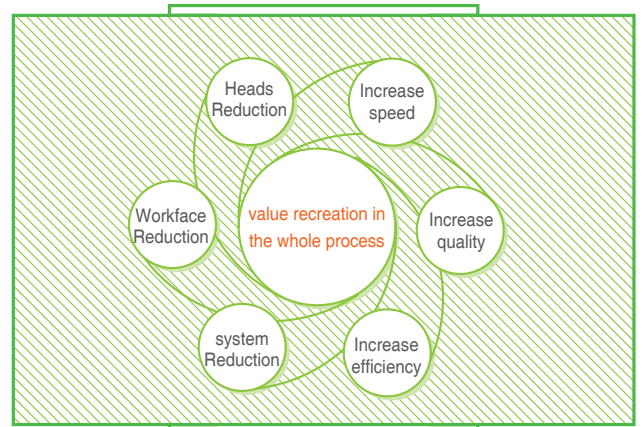 Heads
Reduction
Increase
speed
Workface
Reduction
value recreation in
the whole process
Increase
quality
system
Reduction
Increase
efficiency